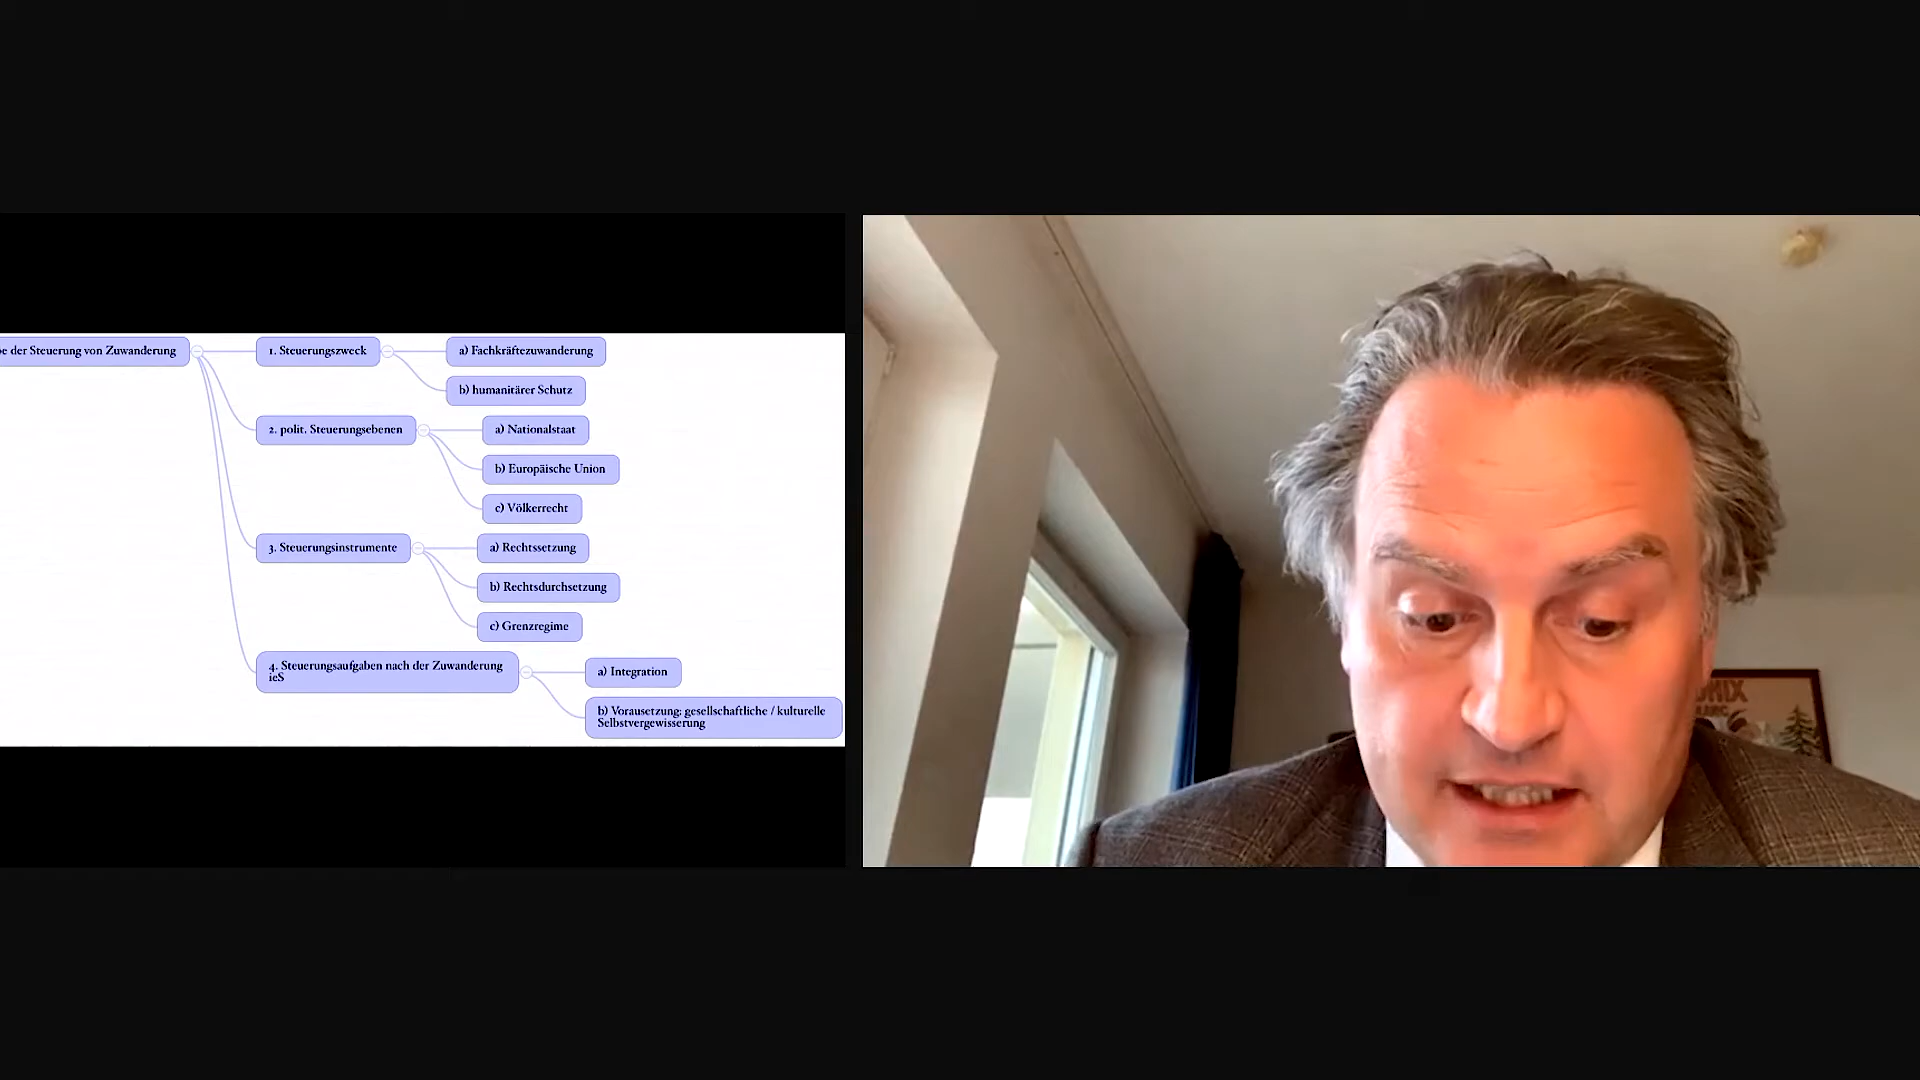 der Steuerung von Zuwanderung
1. Steuerungszweck
a) Fachkräftezuwanderung
b) humanitärer Schutz
2. polit. Steuerungsebenen
a) Nationalstaat
b) Europäische Union
c) Völkerrecht
3. Steuerungsinstrumente
a) Rechtssetzung
b) Rechtsdurchsetzung
c) Grenzregime
4. Steuerungsaufgaben nach der Zuwanderung
ieS
a) Integration
b) Vorausetzung: gesellschaftliche / kulturelle
Selbstvergewisserung